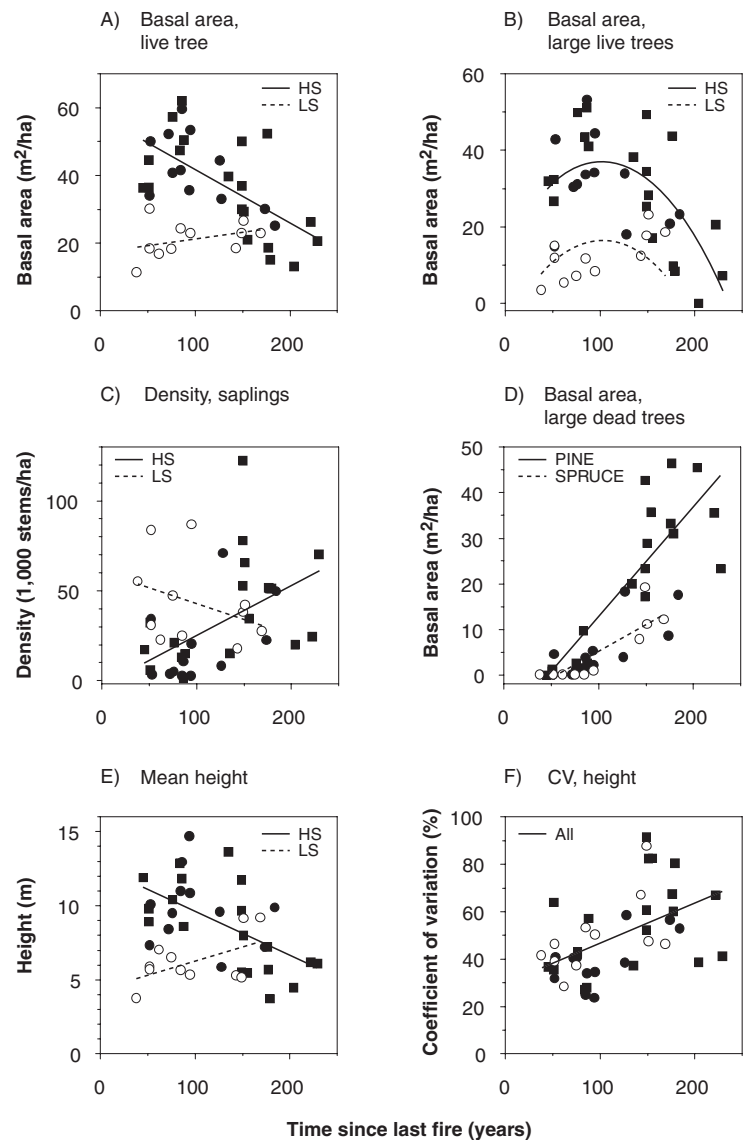 A) Basal area,
live tree
Basal area (m²/ha)
60
40
20
0
HS
LS
0 100 200
B) Basal area,
large live trees
Basal area (m²/ha)
80
60
40
20
0
HS
LS
0 100 200
C) Density, saplings
Density (1,000 stems/ha)
100
50
0
HS
LS
0 100 200
D) Basal area,
large dead trees
Basal area (m²/ha)
50
40
30
20
10
0
PINE
SPRUCE
0 100 200
E) Mean height
Height (m)
15
10
5
0
HS
LS
0 100 200
F) CV, height
Coefficient of variation (%)
100
80
60
40
20
0
All
0 100 200
Time since last fire (years)